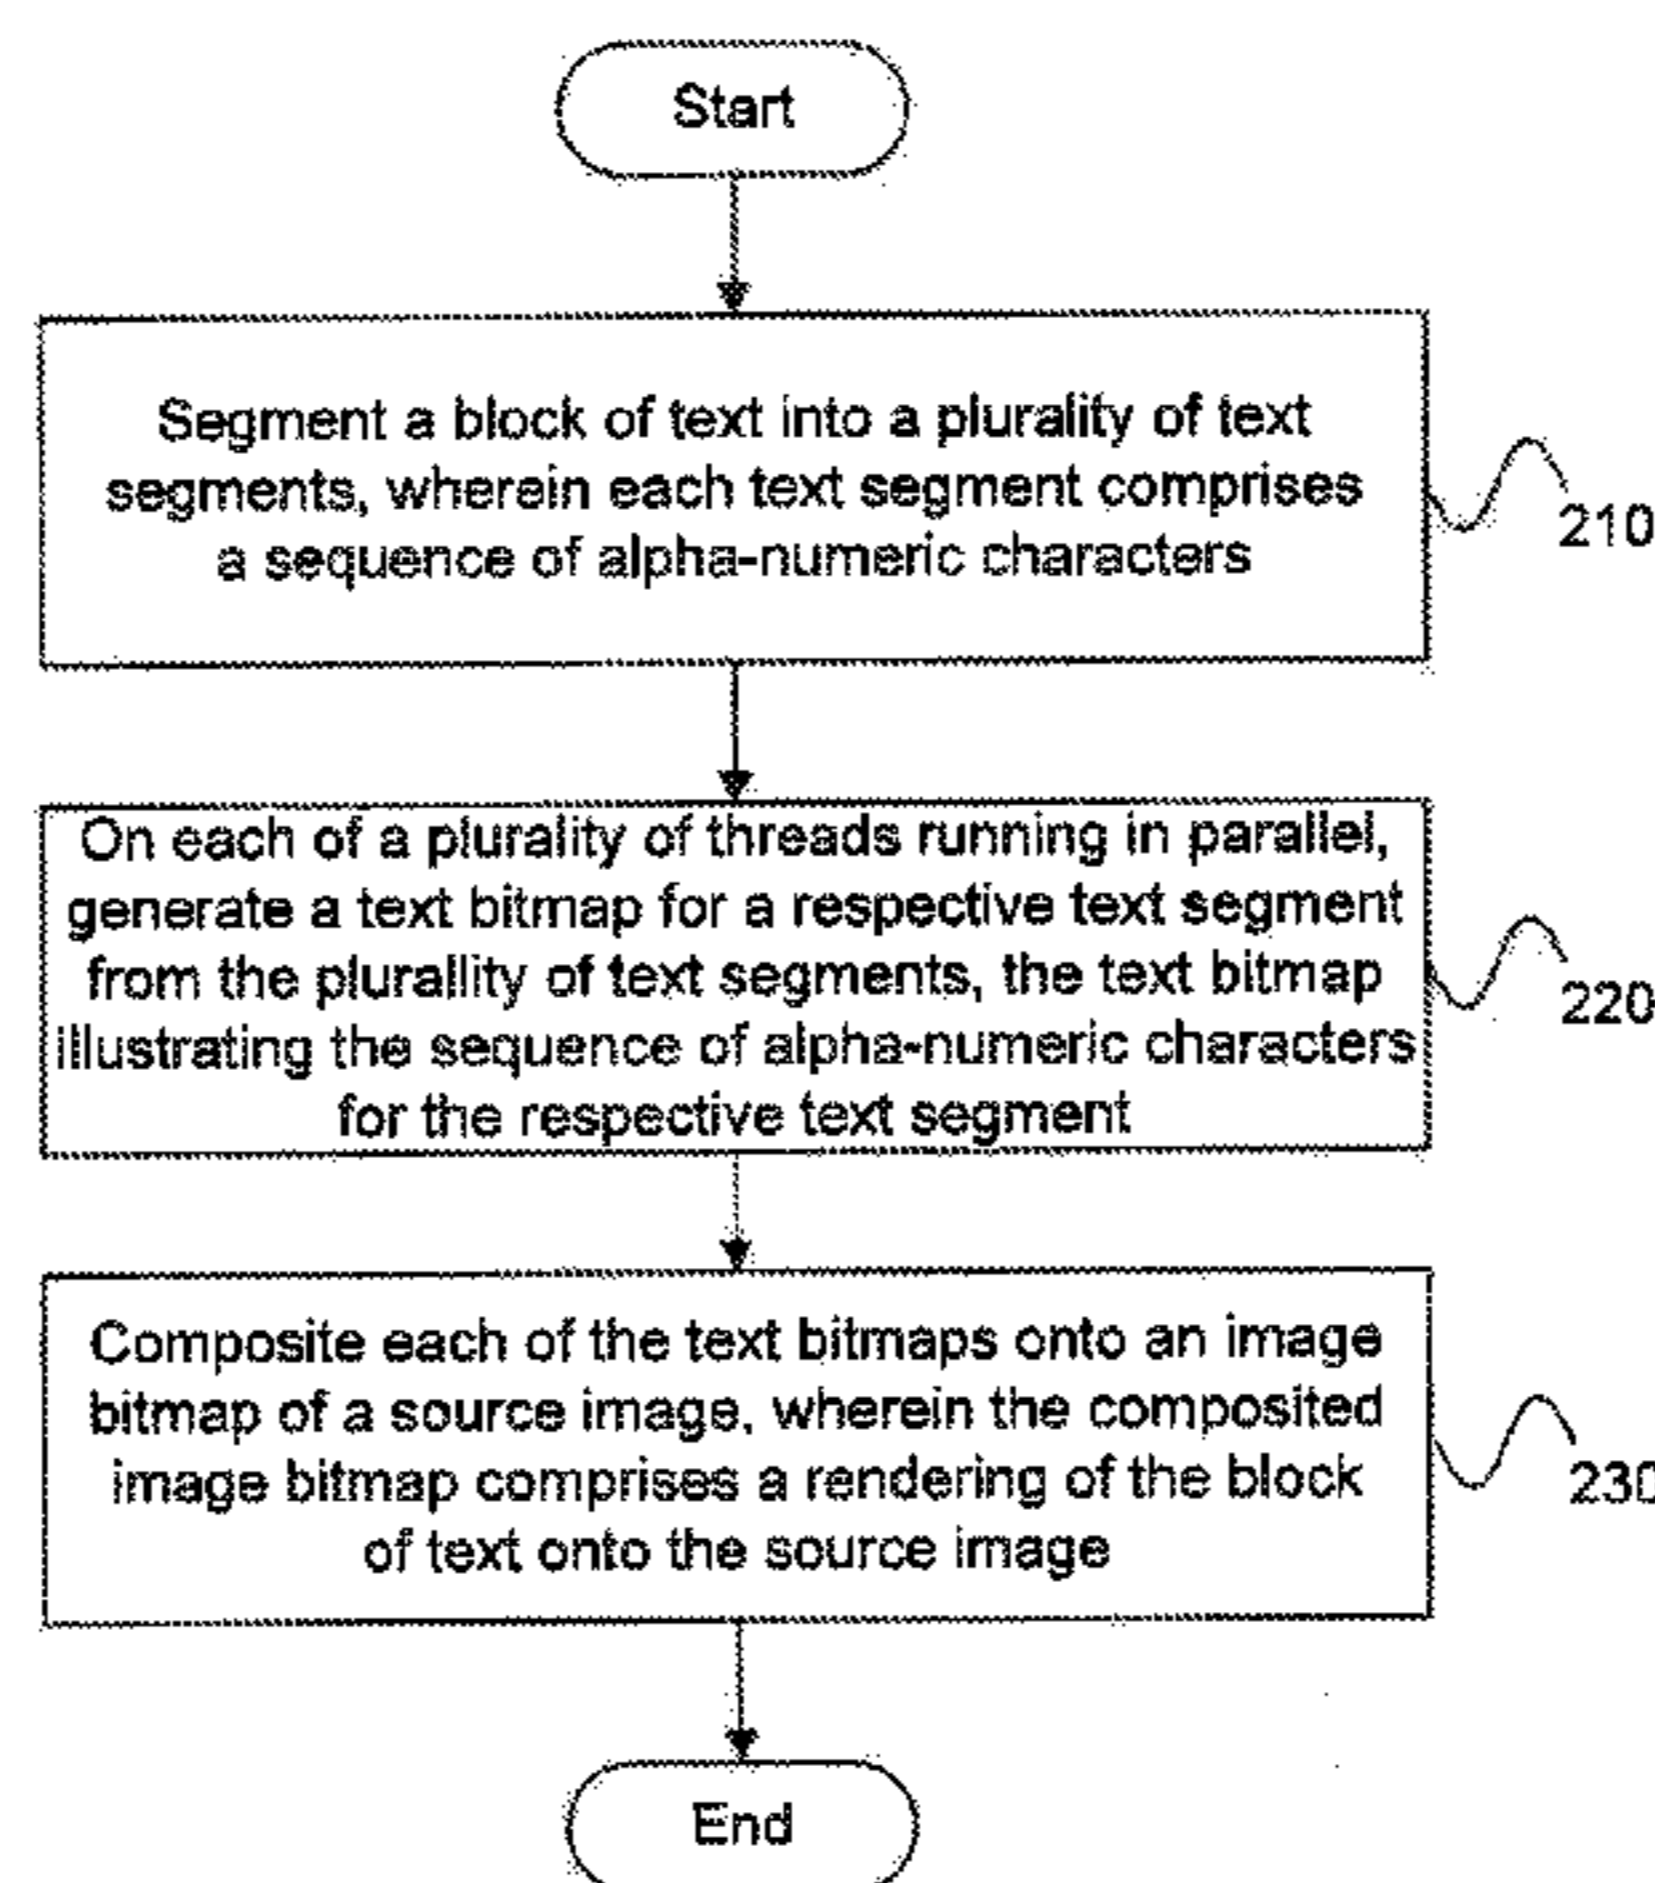 Start
Segment a block of text into a plurality of text
segments, wherein each text segment comprises
a sequence of alpha-numeric characters
210
On each of a plurality of threads running in parallel,
generate a text bitmap for a respective text segment
from the plurallity of text segments, the text bitmap
illustrating the sequence of alpha-numeric characters
for the respective text segment
220
Composite each of the text bitmaps onto an image
bitmap of a source image, wherein the composited
image bitmap comprises a rendering of the block
of text onto the source image
230
End